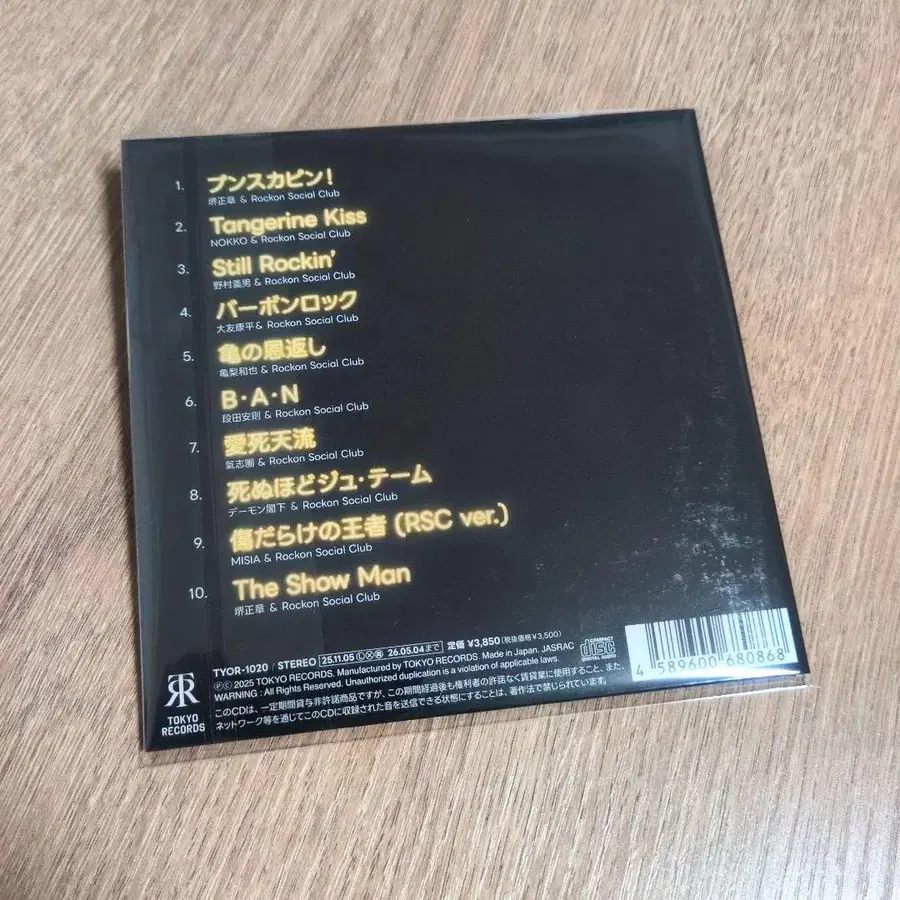 1. プンスカピン!
堺正章 & Rockon Social Club
2. Tangerine Kiss
NOKKO & Rockon Social Club
3. Still Rockin'
野村義男 & Rockon Social Club
4. バーボンロック
大友康平& Rockon Social Club
5. 亀の恩返し
亀梨和也 & Rockon Social Club
6. B・A・N
段田安則 & Rockon Social Club
7. 愛死天流
氣志團 & Rockon Social Club
8. 死ぬほどジュ・テーム
デーモン閣下 & Rockon Social Club
9. 傷だらけの王者 (RSC ver.)
MISIA & Rockon Social Club
10. The Show Man
堺正章 & Rockon Social Club
TYOR-1020 / STEREO 25.11.05 Ⓛ Ⓧ 再 / 26.05.04まで 定価 ¥3,850(税抜価格¥3,500)
Ⓟ© 2025 TOKYO RECORDS. Manufactured by TOKYO RECORDS. Made in Japan. JASRAC
WARNING : All Rights Reserved. Unauthorized duplication is a violation of applicable laws.
このCDは、一定期間貸与非許諾商品ですが、この期間経過後も権利者の許諾なく賃貸業に使用すること、また、
ネットワーク等を通じてこのCDに収録された音を送信できる状態にすることは、著作法で禁じられています。
TOKYO
RECORDS
COMPACT
disc
DIGITAL AUDIO
4 589600 680868